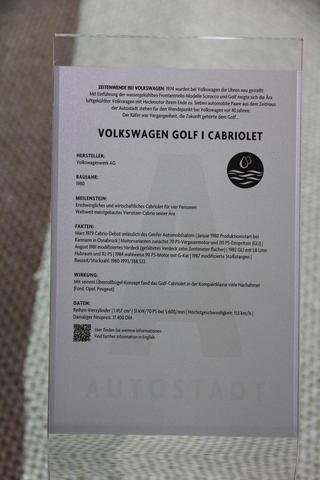 ZEITENWENDE BEI VOLKSWAGEN: 1974 wurden bei Volkswagen die Uhren neu gestellt:
Mit Einführung der wassergekühlten Frontantriebs-Modelle Scirocco und Golf neigte sich die Ära
luftgekühlter Volkswagen mit Heckmotor ihrem Ende zu. Sieben automobile Paare aus dem ZeitHaus
der Autostadt stehen für den Wendepunkt bei Volkswagen vor 40 Jahren:
Der Käfer war Vergangenheit, die Zukunft gehörte dem Golf.
VOLKSWAGEN GOLF I CABRIOLET
HERSTELLER:
Volkswagenwerk AG
BAUJAHR:
1980
MEILENSTEIN:
Erschwingliches und wirtschaftliches Cabriolet für vier Personen
Weltweit meistgebautes Viersitzer-Cabrio seiner Ära
FAKTEN:
März 1979 Cabrio-Debüt anlässlich des Genfer Automobilsalons | Januar 1980 Produktionsstart bei
Karmann in Osnabrück | Motorvarianten zunächst 70 PS-Vergasermotor und 110 PS-Einspritzer (GLI) |
August 1981 modifiziertes Verdeck (gefaltetes Verdeck zehn Zentimeter flacher) | 1982 GLI mit 1,8 Liter
Hubraum und 112 PS | 1984 wahlweise 90 PS-Motor mit G-Kat | 1987 modifizierte Stoßstangen |
Bauzeit/Stückzahl: 1980-1993/388.522
WIRKUNG:
Mit seinem Überrollbügel-Konzept fand das Golf-Cabriolet in der Kompaktklasse viele Nachahmer
(Ford, Opel, Peugeot)
DATEN:
Reihen-Vierzylinder | 1.457 cm³ | 51 kW/70 PS bei 5.600/min | Höchstgeschwindigkeit: 153 km/h |
Damaliger Neupreis: 17.400 DM
Hier finden Sie weitere Informationen
Find further information in English
AUTOSTADT